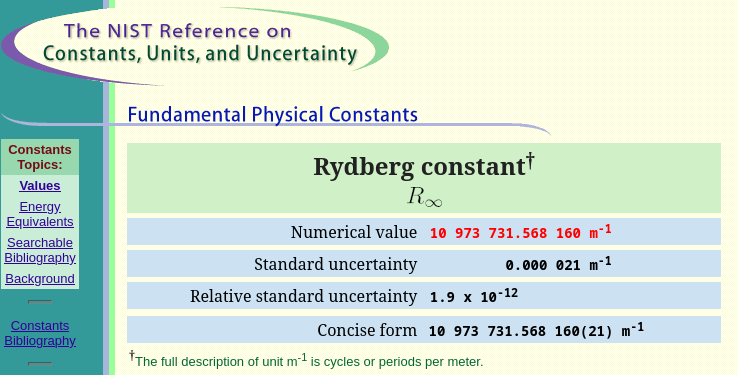 The NIST Reference on
Constants, Units, and Uncertainty
Fundamental Physical Constants
Constants
Topics:
Values
Energy
Equivalents
Searchable
Bibliography
Background
Constants
Bibliography
Rydberg constant†
R∞
Numerical value 10 973 731.568 160 m⁻¹
Standard uncertainty 0.000 021 m⁻¹
Relative standard uncertainty 1.9 x 10⁻¹²
Concise form 10 973 731.568 160(21) m⁻¹
†The full description of unit m⁻¹ is cycles or periods per meter.